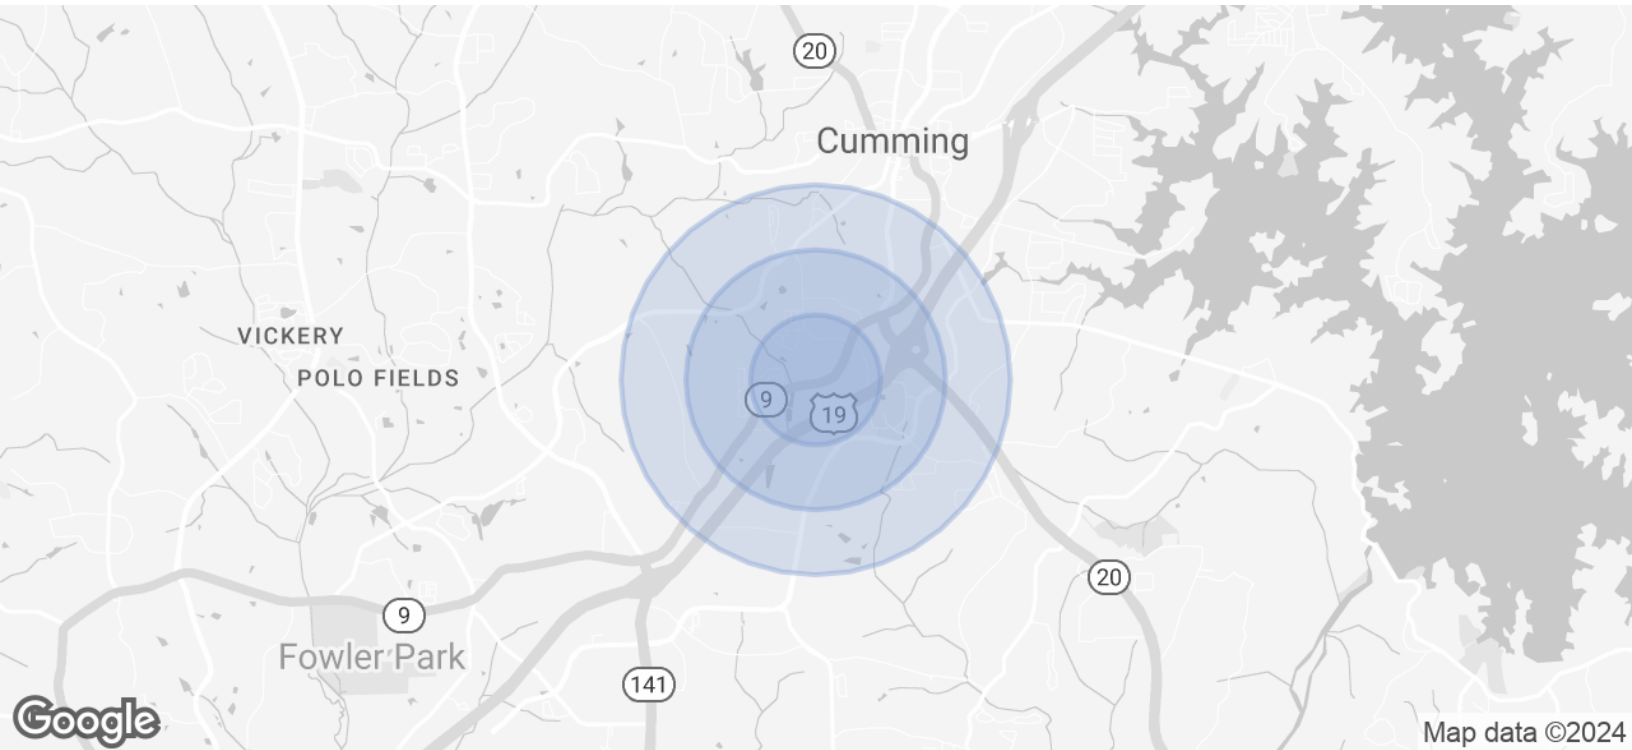 20
Cumming
VICKERY
POLO FIELDS
9
19
20
9
Fowler Park
141
Google
Map data ©2024